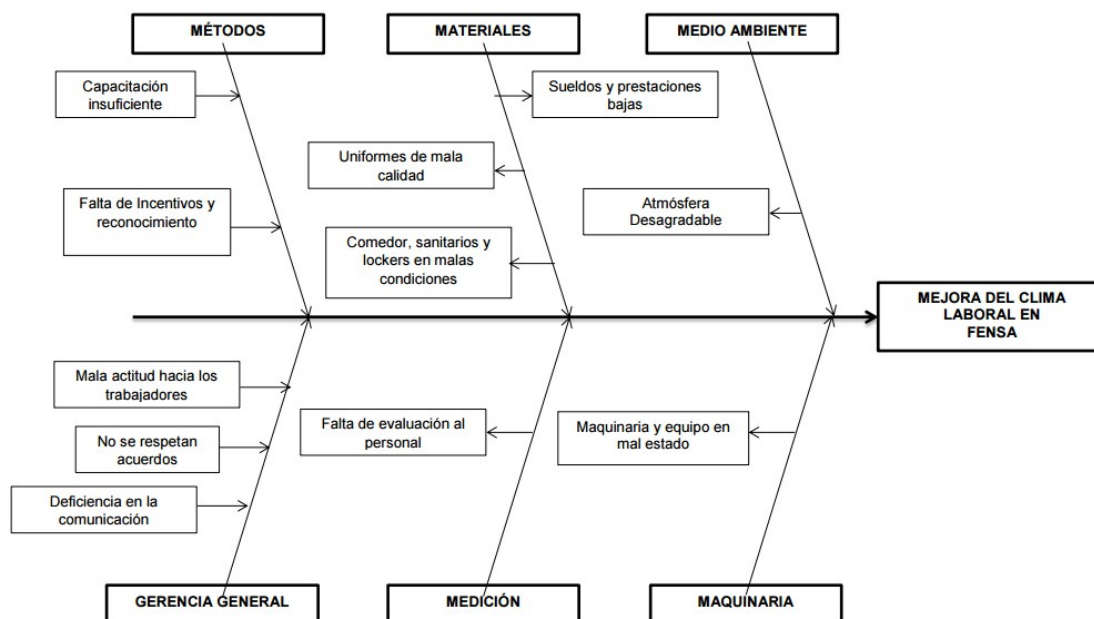 MÉTODOS
MATERIALES
MEDIO AMBIENTE
Capacitación
insuficiente
Sueldos y prestaciones
bajas
Uniformes de mala
calidad
Falta de Incentivos y
reconocimiento
Atmósfera
Desagradable
Comedor, sanitarios y
lockers en malas
condiciones
MEJORA DEL CLIMA
LABORAL EN
FENSA
Mala actitud hacia los
trabajadores
Falta de evaluación al
personal
Maquinaria y equipo en
mal estado
No se respetan
acuerdos
Deficiencia en la
comunicación
GERENCIA GENERAL
MEDICIÓN
MAQUINARIA